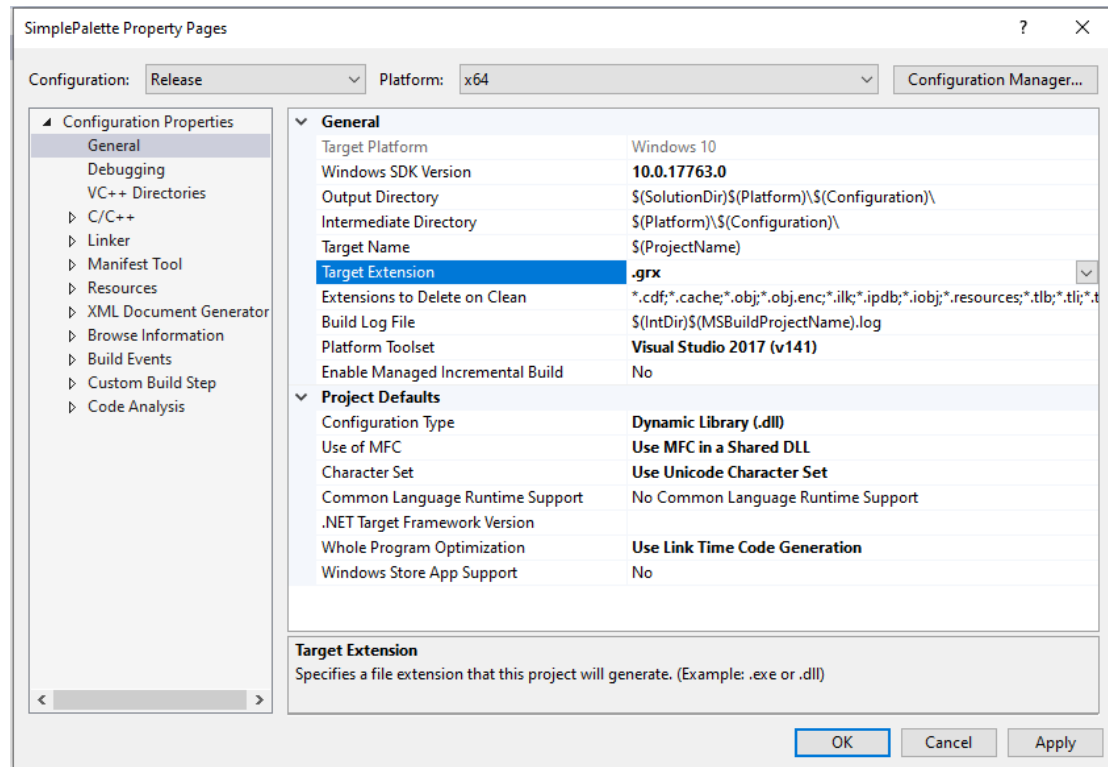 SimplePalette Property Pages ?
Configuration: Release Platform: x64 Configuration Manager...
Configuration Properties
General
Debugging
VC++ Directories
C/C++
Linker
Manifest Tool
Resources
XML Document Generator
Browse Information
Build Events
Custom Build Step
Code Analysis
General
Target Platform Windows 10
Windows SDK Version 10.0.17763.0
Output Directory $(SolutionDir)$(Platform)\$(Configuration)\
Intermediate Directory $(Platform)\$(Configuration)\
Target Name $(ProjectName)
Target Extension .grx
Extensions to Delete on Clean *.cdf;*.cache;*.obj;*.obj.enc;*.ilk;*.ipdb;*.iobj;*.resources;*.tlb;*.tli;*.t
Build Log File $(IntDir)$(MSBuildProjectName).log
Platform Toolset Visual Studio 2017 (v141)
Enable Managed Incremental Build No
Project Defaults
Configuration Type Dynamic Library (.dll)
Use of MFC Use MFC in a Shared DLL
Character Set Use Unicode Character Set
Common Language Runtime Support No Common Language Runtime Support
.NET Target Framework Version
Whole Program Optimization Use Link Time Code Generation
Windows Store App Support No
Target Extension
Specifies a file extension that this project will generate. (Example: .exe or .dll)
OK Cancel Apply